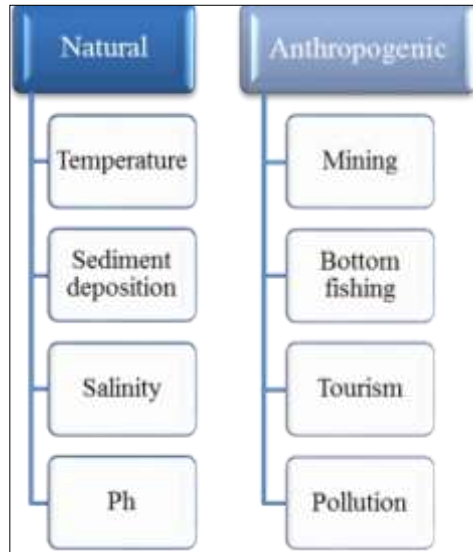 Natural
Temperature
Sediment
deposition
Salinity
Ph
Anthropogenic
Mining
Bottom
fishing
Tourism
Pollution